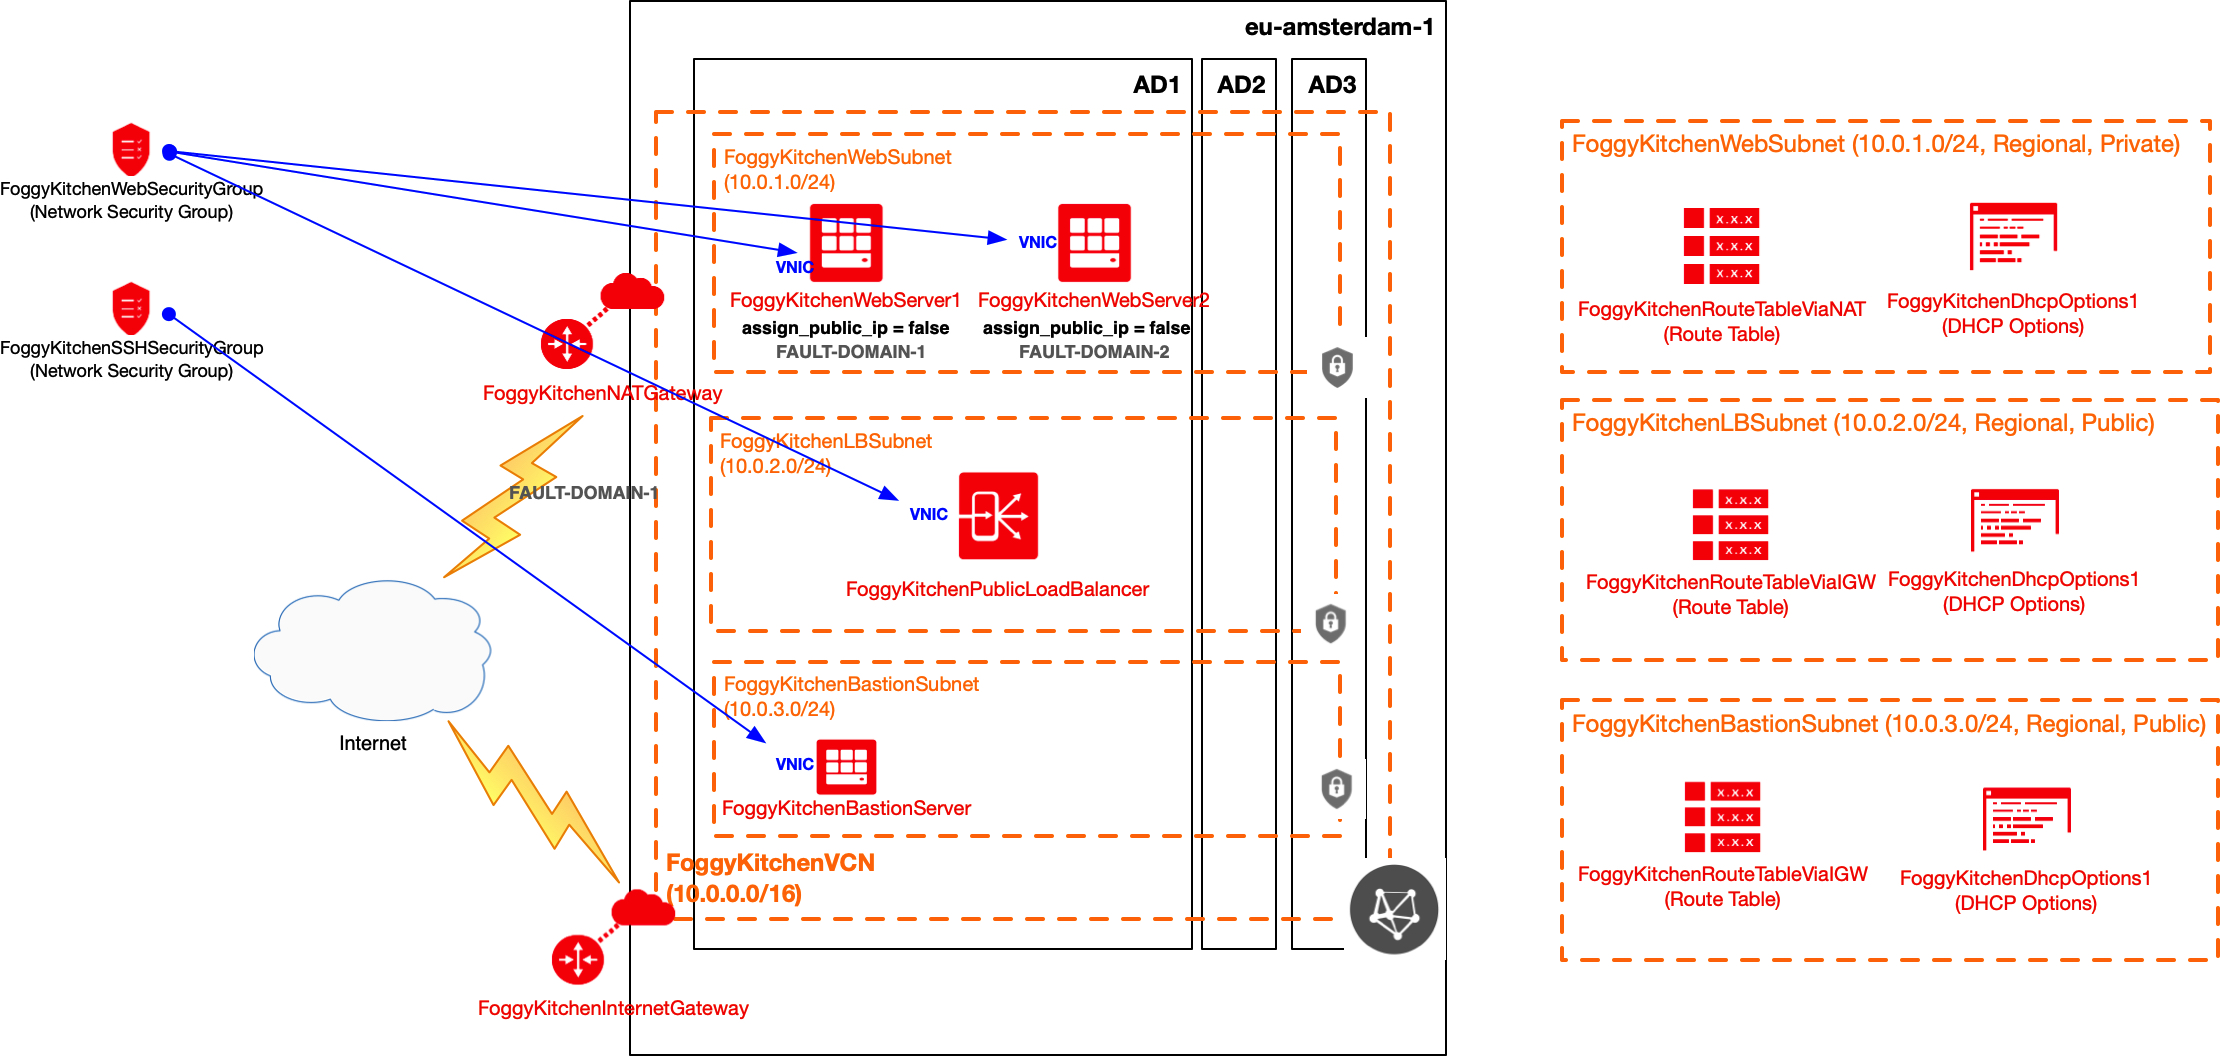 eu-amsterdam-1
AD1
AD2
AD3
FoggyKitchenWebSecurityGroup
(Network Security Group)
FoggyKitchenSSHSecurityGroup
(Network Security Group)
FoggyKitchenNATGateway
FAULT-DOMAIN-1
Internet
FoggyKitchenInternetGateway
FoggyKitchenWebSubnet
(10.0.1.0/24)
VNIC
VNIC
FoggyKitchenWebServer1
FoggyKitchenWebServer2
assign_public_ip = false
assign_public_ip = false
FAULT-DOMAIN-1
FAULT-DOMAIN-2
FoggyKitchenLBSubnet
(10.0.2.0/24)
VNIC
FoggyKitchenPublicLoadBalancer
FoggyKitchenBastionSubnet
(10.0.3.0/24)
VNIC
FoggyKitchenBastionServer
FoggyKitchenVCN
(10.0.0.0/16)
FoggyKitchenWebSubnet (10.0.1.0/24, Regional, Private)
x.x.x
x.x.x
x.x.x
FoggyKitchenRouteTableViaNAT
(Route Table)
FoggyKitchenDhcpOptions1
(DHCP Options)
FoggyKitchenLBSubnet (10.0.2.0/24, Regional, Public)
x.x.x
x.x.x
x.x.x
FoggyKitchenRouteTableViaIGW
(Route Table)
FoggyKitchenDhcpOptions1
(DHCP Options)
FoggyKitchenBastionSubnet (10.0.3.0/24, Regional, Public)
x.x.x
x.x.x
x.x.x
FoggyKitchenRouteTableViaIGW
(Route Table)
FoggyKitchenDhcpOptions1
(DHCP Options)